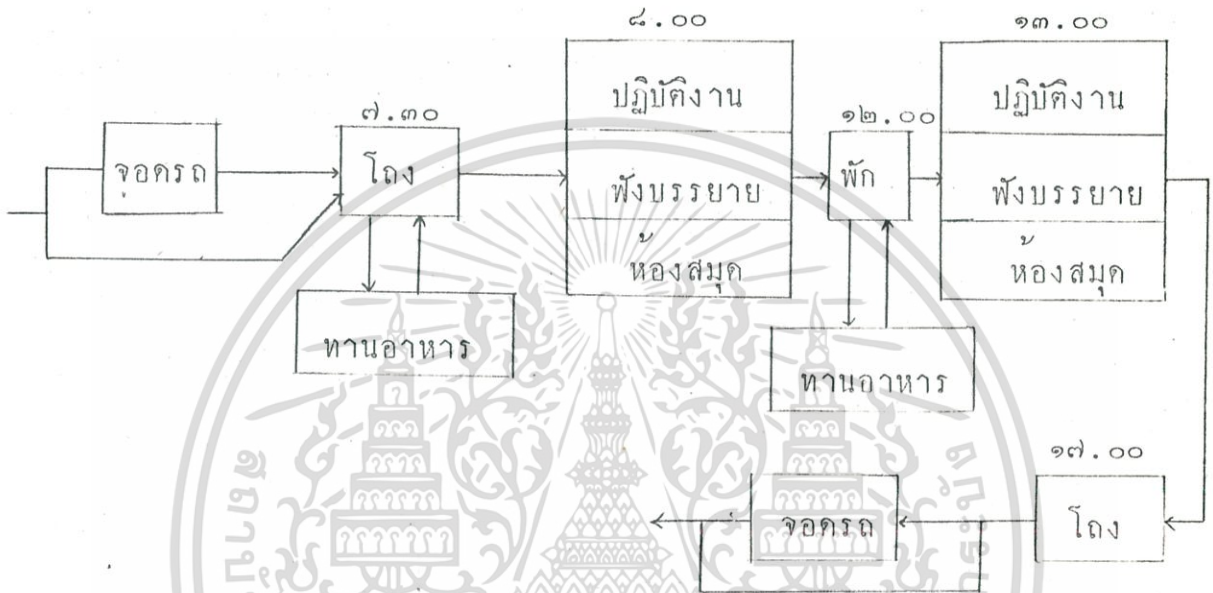 ๘.๐๐
๑๓.๐๐
ปฏิบัติงาน
ปฏิบัติงาน
๗.๓๐
๑๒.๐๐
จอดรถ
โถง
ฟังบรรยาย
พัก
ฟังบรรยาย
ห้องสมุด
ห้องสมุด
ทานอาหาร
ทานอาหาร
๑๗.๐๐
จอดรถ
โถง